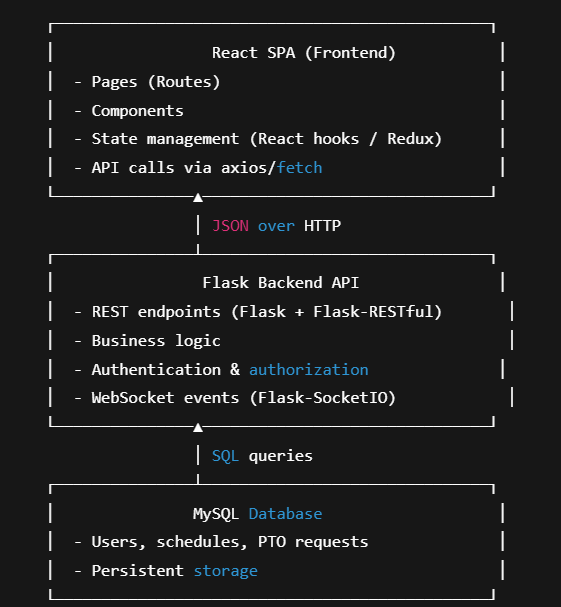 React SPA (Frontend)
- Pages (Routes)
- Components
- State management (React hooks / Redux)
- API calls via axios/fetch
JSON over HTTP
Flask Backend API
- REST endpoints (Flask + Flask-RESTful)
- Business logic
- Authentication & authorization
- WebSocket events (Flask-SocketIO)
SQL queries
MySQL Database
- Users, schedules, PTO requests
- Persistent storage